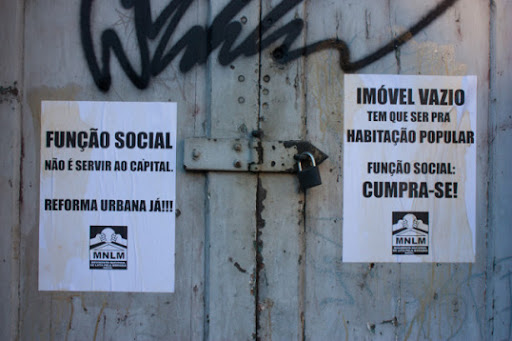 FUNÇÃO SOCIAL
NÃO É SERVIR AO CAPITAL.
REFORMA URBANA JÁ!!!
MNLM
IMÓVEL VAZIO
TEM QUE SER PRA
HABITAÇÃO POPULAR
FUNÇÃO SOCIAL:
CUMPRA-SE!
MNLM